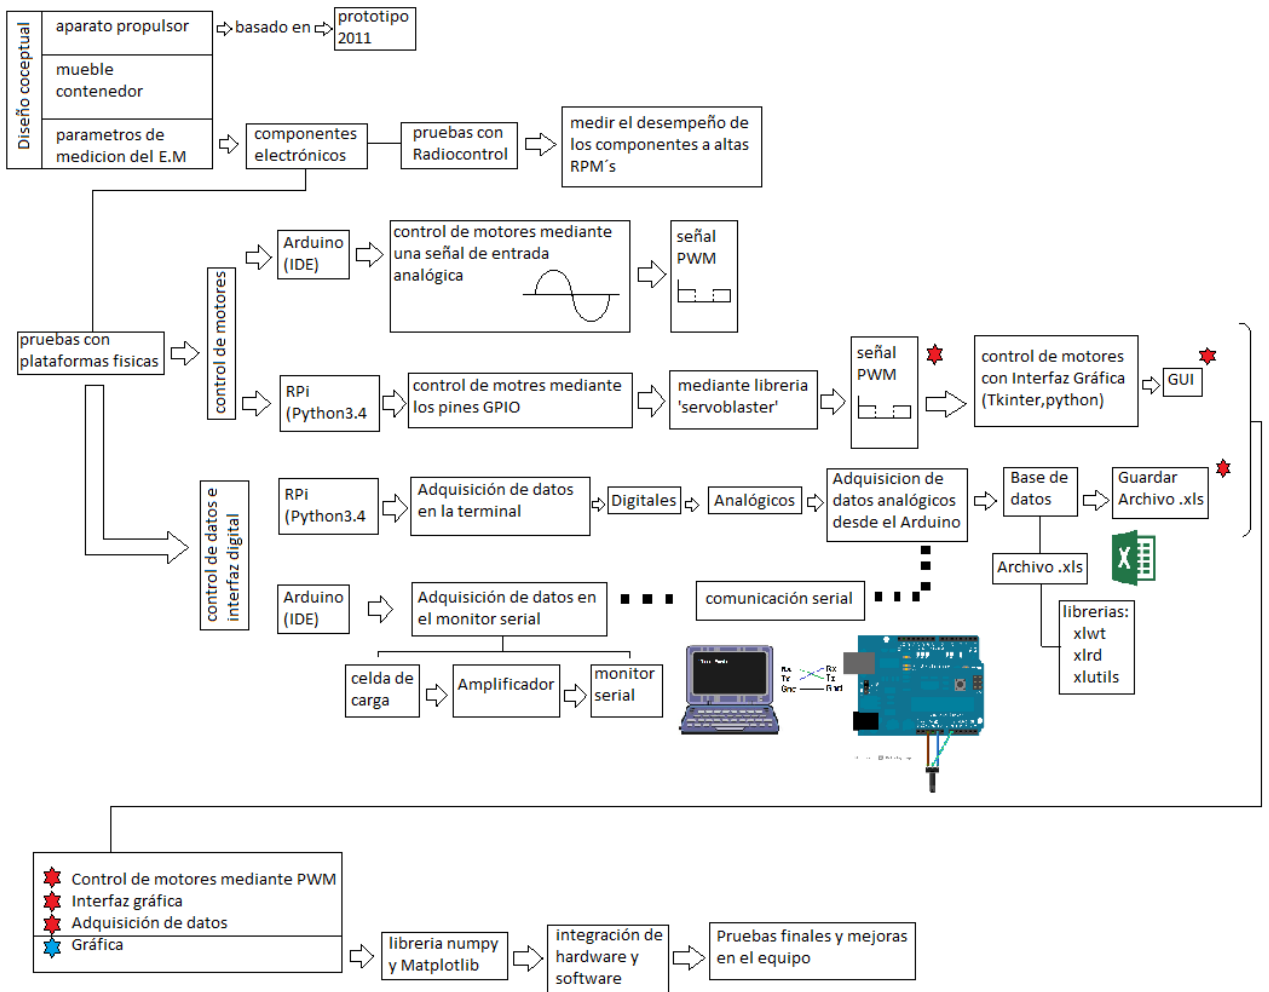 Diseño coceptual
aparato propulsor
basado en
prototipo
2011
mueble
contenedor
parametros de
medicion del E.M
componentes
electrónicos
pruebas con
Radiocontrol
medir el desempeño de
los componentes a altas
RPM´s
pruebas con
plataformas fisicas
control de motores
Arduino
(IDE)
control de motores mediante
una señal de entrada
analógica
señal
PWM
RPi
(Python3.4
control de motres mediante
los pines GPIO
mediante libreria
'servoblaster'
señal
PWM
control de motores
con Interfaz Gráfica
(Tkinter,python)
GUI
control de datos e
interfaz digital
RPi
(Python3.4
Adquisición de datos
en la terminal
Digitales
Analógicos
Adquisicion de
datos analógicos
desde el Arduino
Base de
datos
Guardar
Archivo .xls
X
Archivo .xls
librerias:
xlwt
xlrd
xlutils
Arduino
(IDE)
Adquisición de datos en
el monitor serial
comunicación serial
celda de
carga
Amplificador
monitor
serial
Rx
Tx
Gnd
Rx
Tx
Gnd
Control de motores mediante PWM
Interfaz gráfica
Adquisición de datos
Gráfica
libreria numpy
y Matplotlib
integración de
hardware y
software
Pruebas finales y mejoras
en el equipo